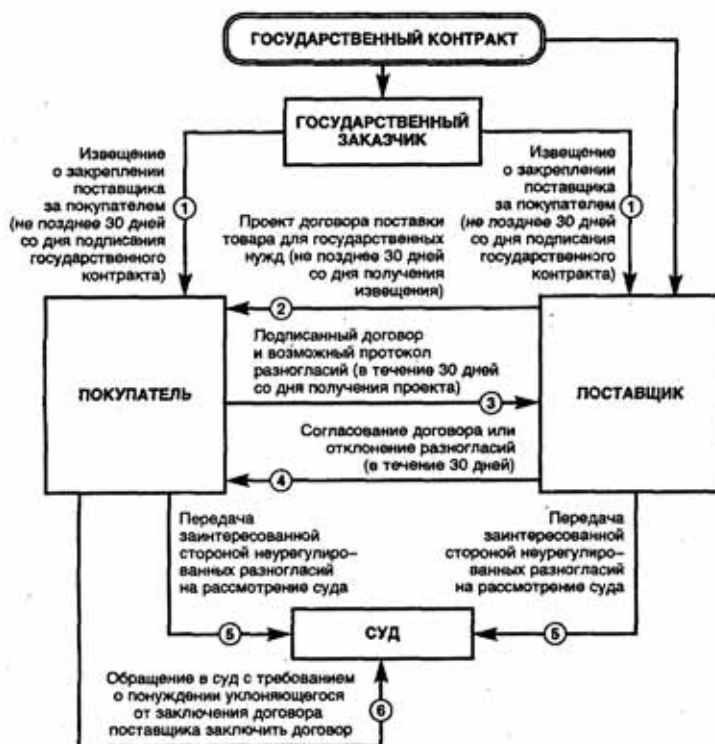 ГОСУДАРСТВЕННЫЙ КОНТРАКТ
ГОСУДАРСТВЕННЫЙ
ЗАКАЗЧИК
Извещение
о закреплении
поставщика
за покупателем
(не позднее 30 дней
со дня подписания
государственного
контракта)
1
Извещение
о закреплении
поставщика
за покупателем
(не позднее 30 дней
со дня подписания
государственного
контракта)
1
Проект договора поставки
товара для государственных
нужд (не позднее 30 дней
со дня получения
извещения)
2
ПОКУПАТЕЛЬ
Подписанный договор
и возможный протокол
разногласий (в течение 30 дней
со дня получения проекта)
3
ПОСТАВЩИК
Согласование договора или
отклонение разногласий
(в течение 30 дней)
4
Передача
заинтересованной
стороной неурегулиро–
ванных разногласий
на рассмотрение суда
5
Передача
заинтересованной
стороной неурегулиро–
ванных разногласий
на рассмотрение суда
5
СУД
Обращение в суд с требованием
о понуждении уклоняющегося
от заключения договора
поставщика заключить договор
6